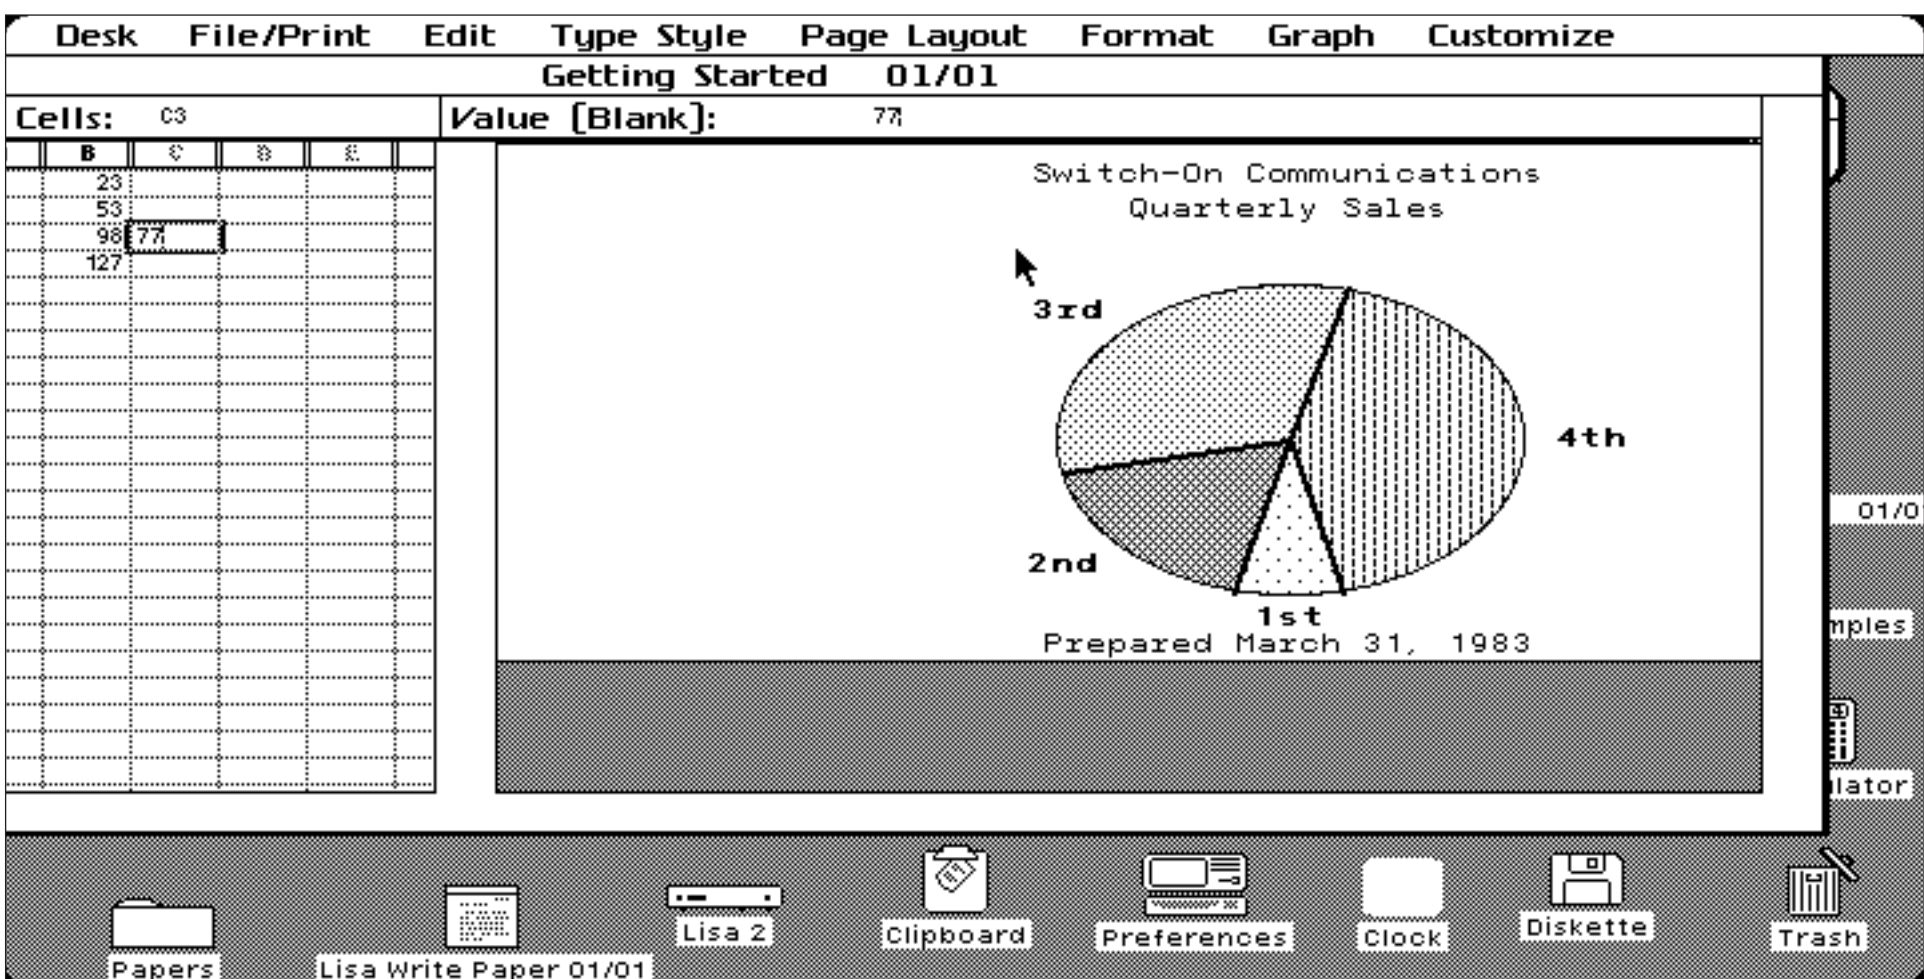 Desk File/Print Edit Type Style Page Layout Format Graph Customize
Getting Started 01/01
Cells: C3 Value [Blank]: 77
B C D E
23
53
98 77
127
Switch-On Communications
Quarterly Sales
3rd
4th
2nd
1st
Prepared March 31, 1983
01/0
mples
lator
Papers
Lisa Write Paper 01/01
Lisa 2
Clipboard
Preferences
Clock
Diskette
Trash